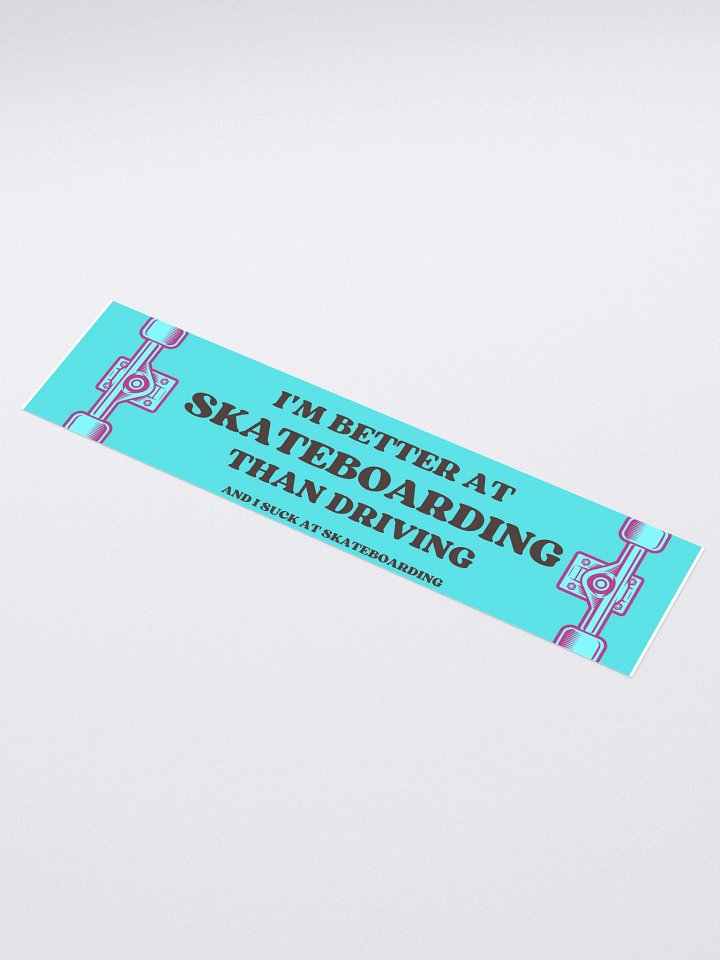 I'M BETTER AT
SKATEBOARDING
THAN DRIVING
AND I SUCK AT SKATEBOARDING